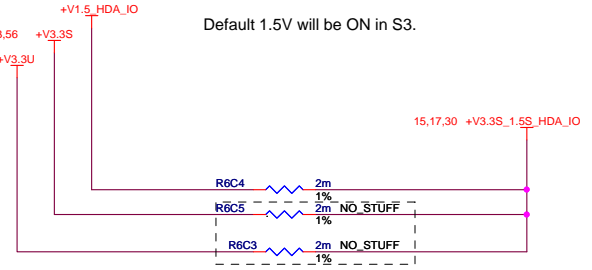 +V1.5_HDA_IO
Default 1.5V will be ON in S3.
,56 +V3.3S
+V3.3U
15,17,30 +V3.3S_1.5S_HDA_IO
R6C4 2m
1%
R6C5 2m NO_STUFF
1%
R6C3 2m NO_STUFF
1%